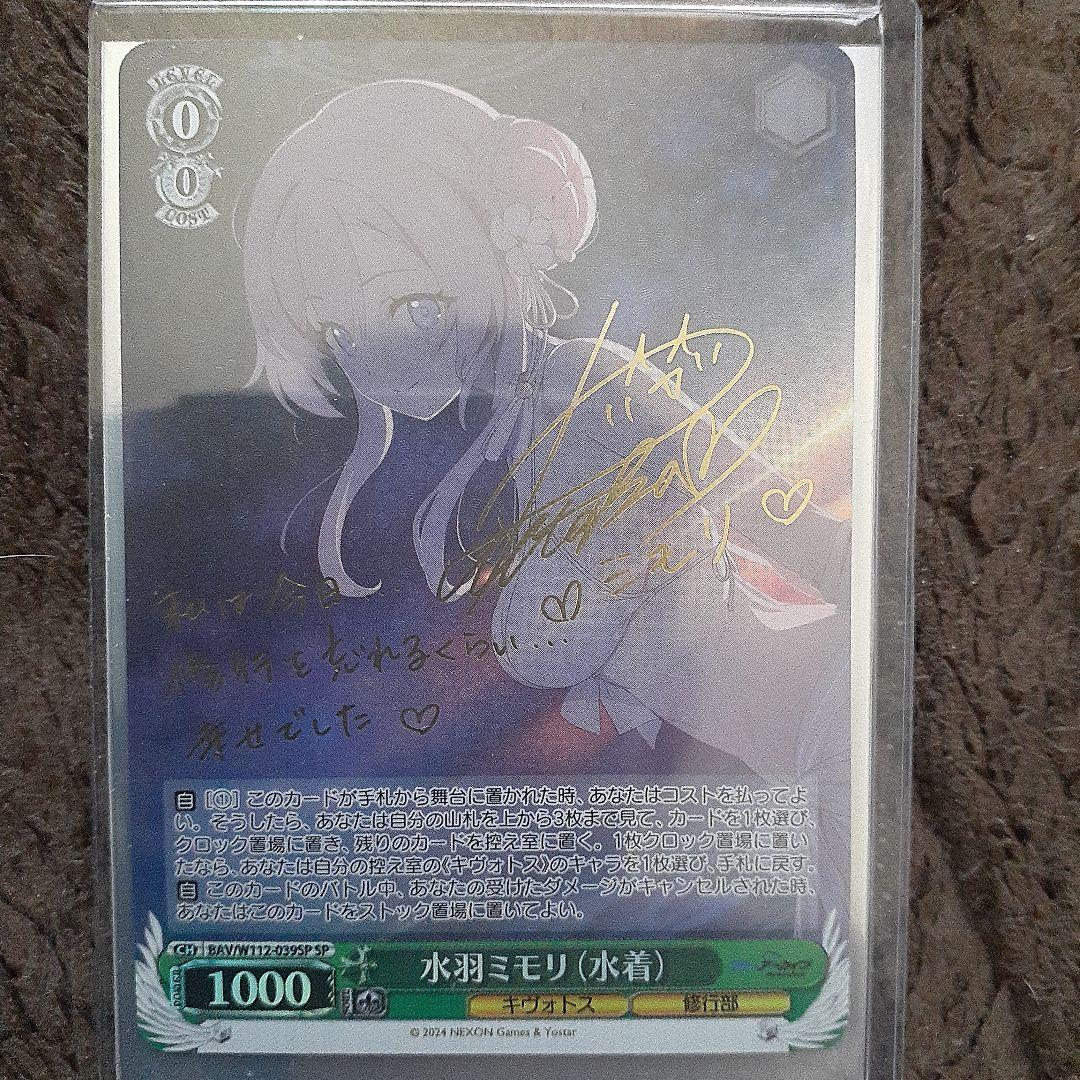 LEVEL
0
0
COST
ミモリ
私は今日...
修行を忘れるくらい...
幸せでした
自 [①] このカードが手札から舞台に置かれた時、あなたはコストを払ってよ
い。そうしたら、あなたは自分の山札を上から3枚まで見て、カードを1枚選び、
クロック置場に置き、残りのカードを控え室に置く。1枚クロック置場に置い
たなら、あなたは自分の控え室の《キヴォトス》のキャラを1枚選び、手札に戻す。
自 このカードのバトル中、あなたの受けたダメージがキャンセルされた時、
あなたはこのカードをストック置場に置いてよい。
CH BAV/W112-039SP SP
1000
水羽ミモリ(水着)
キヴォトス 修行部
© 2024 NEXON Games & Yostar